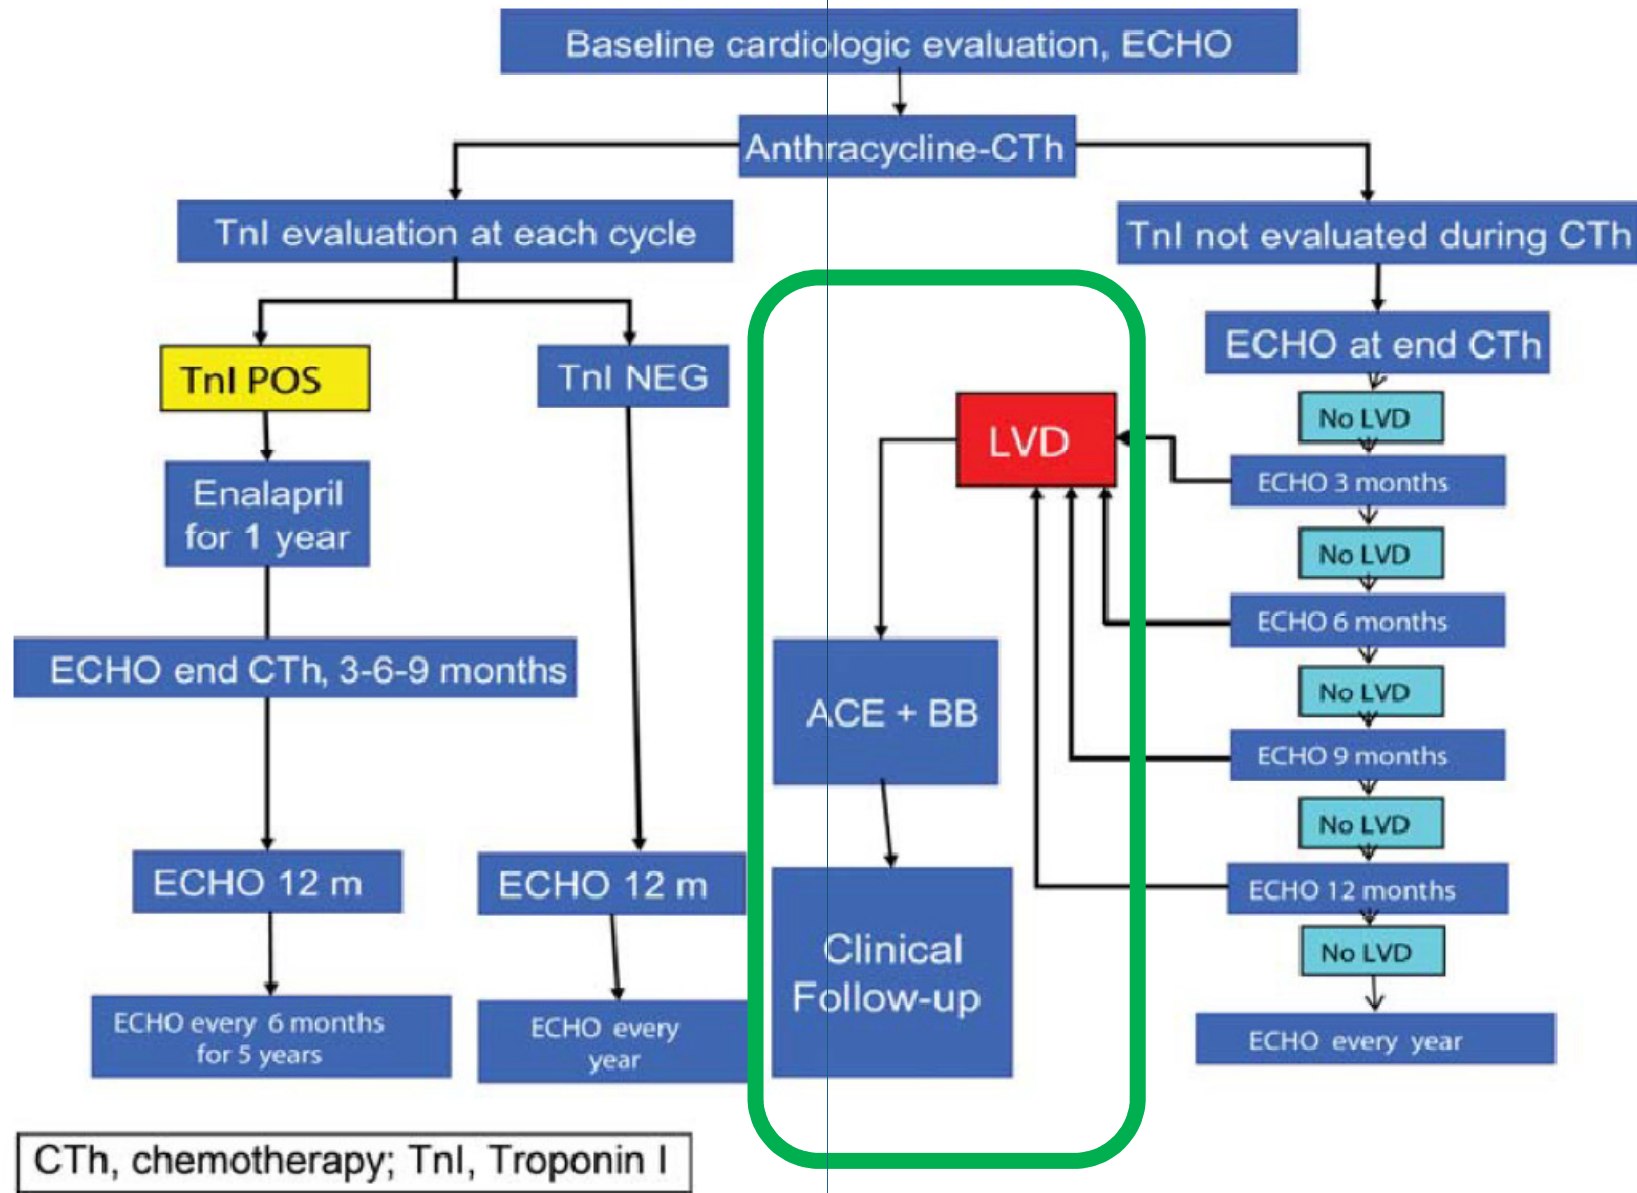 Baseline cardiologic evaluation, ECHO
Anthracycline-CTh
TnI evaluation at each cycle
TnI not evaluated during CTh
TnI POS
TnI NEG
Enalapril
for 1 year
ECHO end CTh, 3-6-9 months
ECHO 12 m
ECHO every 6 months
for 5 years
ECHO 12 m
ECHO every
year
LVD
ACE + BB
Clinical
Follow-up
ECHO at end CTh
No LVD
ECHO 3 months
No LVD
ECHO 6 months
No LVD
ECHO 9 months
No LVD
ECHO 12 months
No LVD
ECHO every year
CTh, chemotherapy; TnI, Troponin I